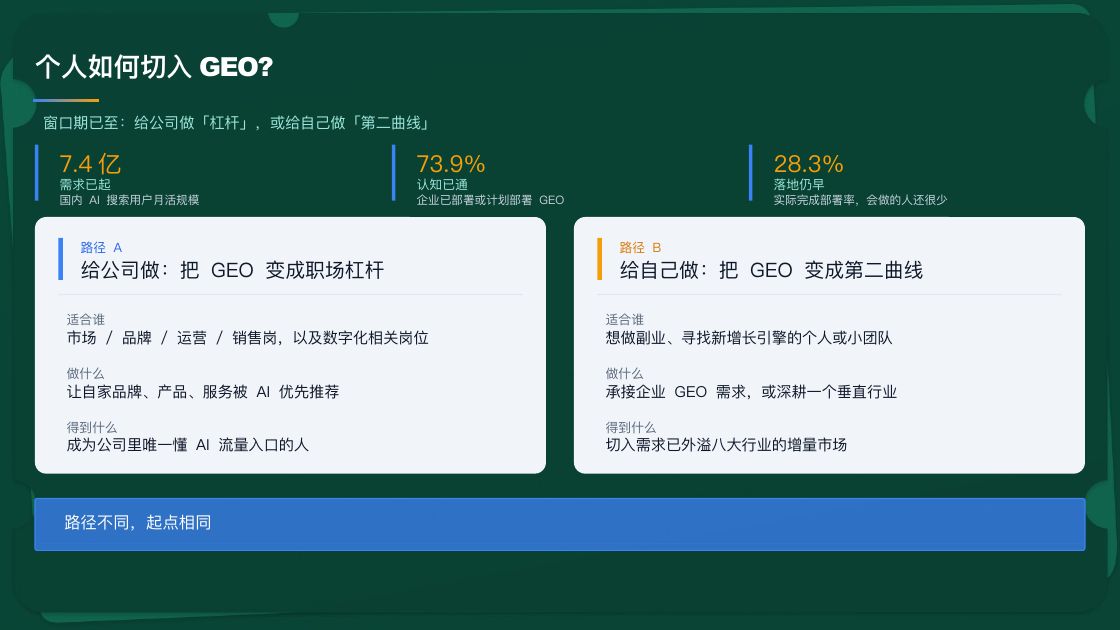 个人如何切入 GEO?
窗口期已至：给公司做「杠杆」，或给自己做「第二曲线」
7.4 亿
需求已起
国内 AI 搜索用户月活规模
73.9%
认知已通
企业已部署或计划部署 GEO
28.3%
落地仍早
实际完成部署率，会做的人还很少
路径 A
给公司做：把 GEO 变成职场杠杆
适合谁
市场 / 品牌 / 运营 / 销售岗，以及数字化相关岗位
做什么
让自家品牌、产品、服务被 AI 优先推荐
得到什么
成为公司里唯一懂 AI 流量入口的人
路径 B
给自己做：把 GEO 变成第二曲线
适合谁
想做副业、寻找新增长引擎的个人或小团队
做什么
承接企业 GEO 需求，或深耕一个垂直行业
得到什么
切入需求已外溢八大行业的增量市场
路径不同，起点相同